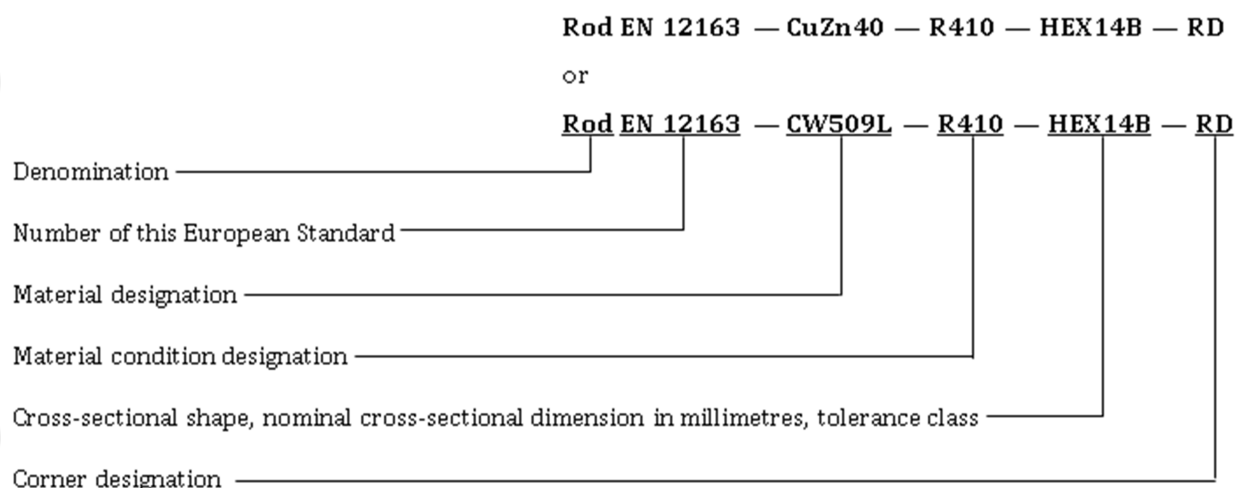 Rod EN 12163 — CuZn40 — R410 — HEX14B — RD
or
Rod EN 12163 — CW509L — R410 — HEX14B — RD
Denomination
Number of this European Standard
Material designation
Material condition designation
Cross-sectional shape, nominal cross-sectional dimension in millimetres, tolerance class
Corner designation